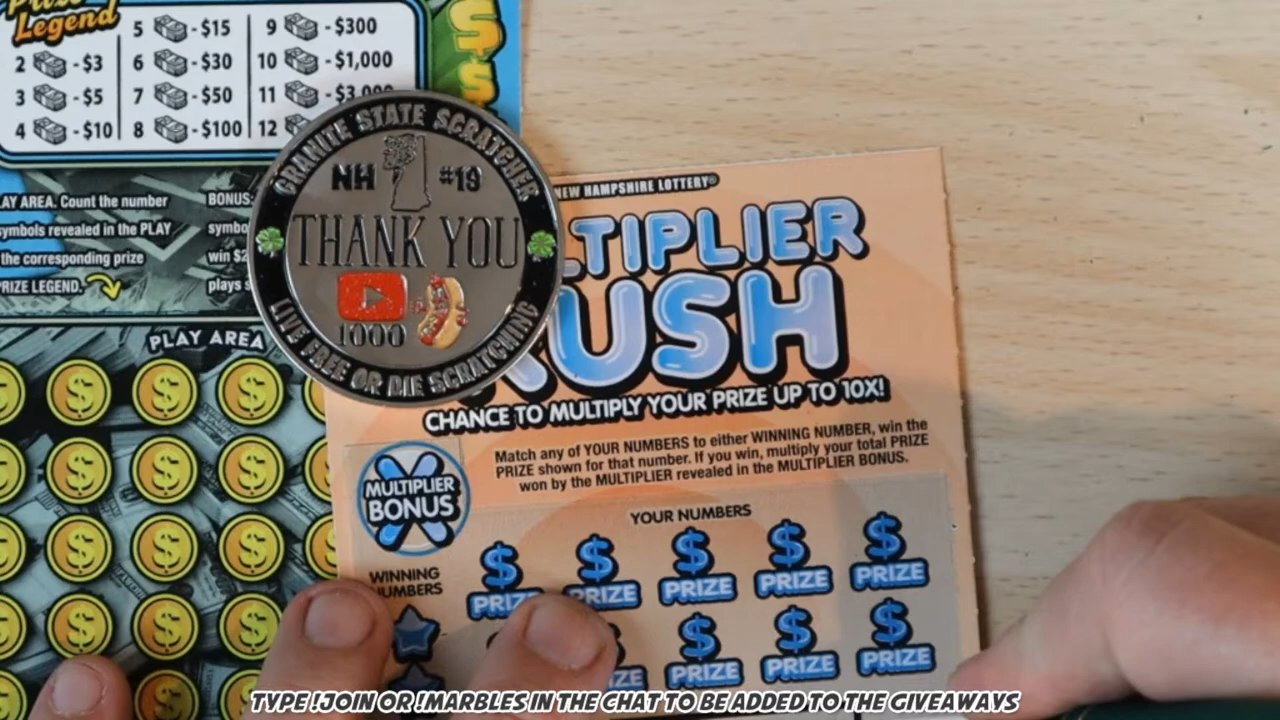 Prize
Legend
2 - $3
3 - $5
4 - $10
5 - $15
6 - $30
7 - $50
8 - $100
9 - $300
10 - $1,000
11 - $3,000
12
AY AREA. Count the number
symbols revealed in the PLAY
the corresponding prize
PRIZE LEGEND.
BONUS:
symbo
win $2
plays s
PLAY AREA
GRANITE STATE SCRATCHER
NH #19
THANK YOU
1000
LIVE FREE OR DIE SCRATCHING
NEW HAMPSHIRE LOTTERY®
LTIPLIER
RUSH
CHANCE TO MULTIPLY YOUR PRIZE UP TO 10X!
Match any of YOUR NUMBERS to either WINNING NUMBER, win the
PRIZE shown for that number. If you win, multiply your total PRIZE
won by the MULTIPLIER revealed in the MULTIPLIER BONUS.
MULTIPLIER
BONUS
YOUR NUMBERS
WINNING
NUMBERS
PRIZE PRIZE PRIZE PRIZE PRIZE
PRIZE PRIZE PRIZE
TYPE !JOIN OR !MARBLES IN THE CHAT TO BE ADDED TO THE GIVEAWAYS